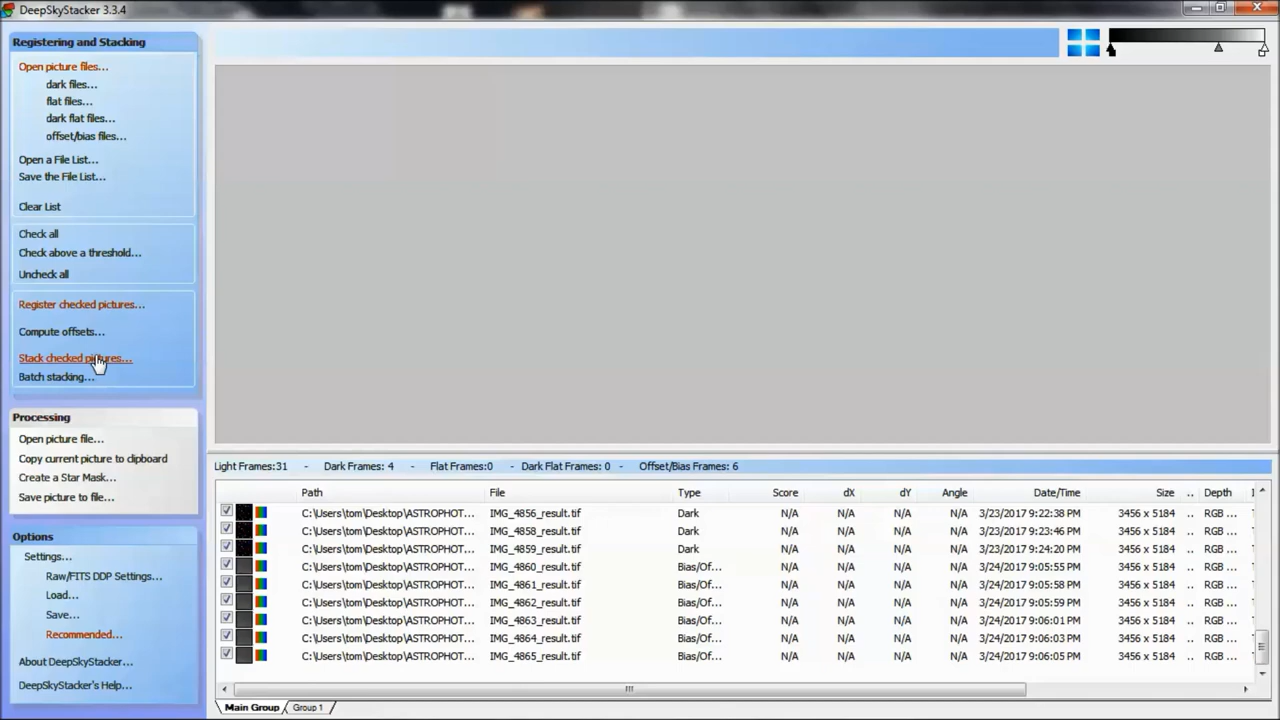 DeepSkyStacker 3.3.4
Registering and Stacking
Open picture files...
dark files...
flat files...
dark flat files...
offset/bias files...
Open a File List...
Save the File List...
Clear List
Check all
Check above a threshold...
Uncheck all
Register checked pictures...
Compute offsets...
Stack checked pictures...
Batch stacking...
Processing
Open picture file...
Copy current picture to clipboard
Create a Star Mask...
Save picture to file...
Options
Settings...
Raw/FITS DDP Settings...
Load...
Save...
Recommended...
About DeepSkyStacker...
DeepSkyStacker's Help...
Light Frames:31 - Dark Frames: 4 - Flat Frames:0 - Dark Flat Frames: 0 - Offset/Bias Frames: 6
Path File Type Score dX dY Angle Date/Time Size .. Depth
C:\Users\tom\Desktop\ASTROPHOT... IMG_4856_result.tif Dark N/A N/A N/A N/A 3/23/2017 9:22:38 PM 3456 x 5184 .. RGB ...
C:\Users\tom\Desktop\ASTROPHOT... IMG_4858_result.tif Dark N/A N/A N/A N/A 3/23/2017 9:23:46 PM 3456 x 5184 .. RGB ...
C:\Users\tom\Desktop\ASTROPHOT... IMG_4859_result.tif Dark N/A N/A N/A N/A 3/23/2017 9:24:20 PM 3456 x 5184 .. RGB ...
C:\Users\tom\Desktop\ASTROPHOT... IMG_4860_result.tif Bias/Of... N/A N/A N/A N/A 3/24/2017 9:05:55 PM 3456 x 5184 .. RGB ...
C:\Users\tom\Desktop\ASTROPHOT... IMG_4861_result.tif Bias/Of... N/A N/A N/A N/A 3/24/2017 9:05:58 PM 3456 x 5184 .. RGB ...
C:\Users\tom\Desktop\ASTROPHOT... IMG_4862_result.tif Bias/Of... N/A N/A N/A N/A 3/24/2017 9:05:59 PM 3456 x 5184 .. RGB ...
C:\Users\tom\Desktop\ASTROPHOT... IMG_4863_result.tif Bias/Of... N/A N/A N/A N/A 3/24/2017 9:06:01 PM 3456 x 5184 .. RGB ...
C:\Users\tom\Desktop\ASTROPHOT... IMG_4864_result.tif Bias/Of... N/A N/A N/A N/A 3/24/2017 9:06:03 PM 3456 x 5184 .. RGB ...
C:\Users\tom\Desktop\ASTROPHOT... IMG_4865_result.tif Bias/Of... N/A N/A N/A N/A 3/24/2017 9:06:05 PM 3456 x 5184 .. RGB ...
Main Group Group 1